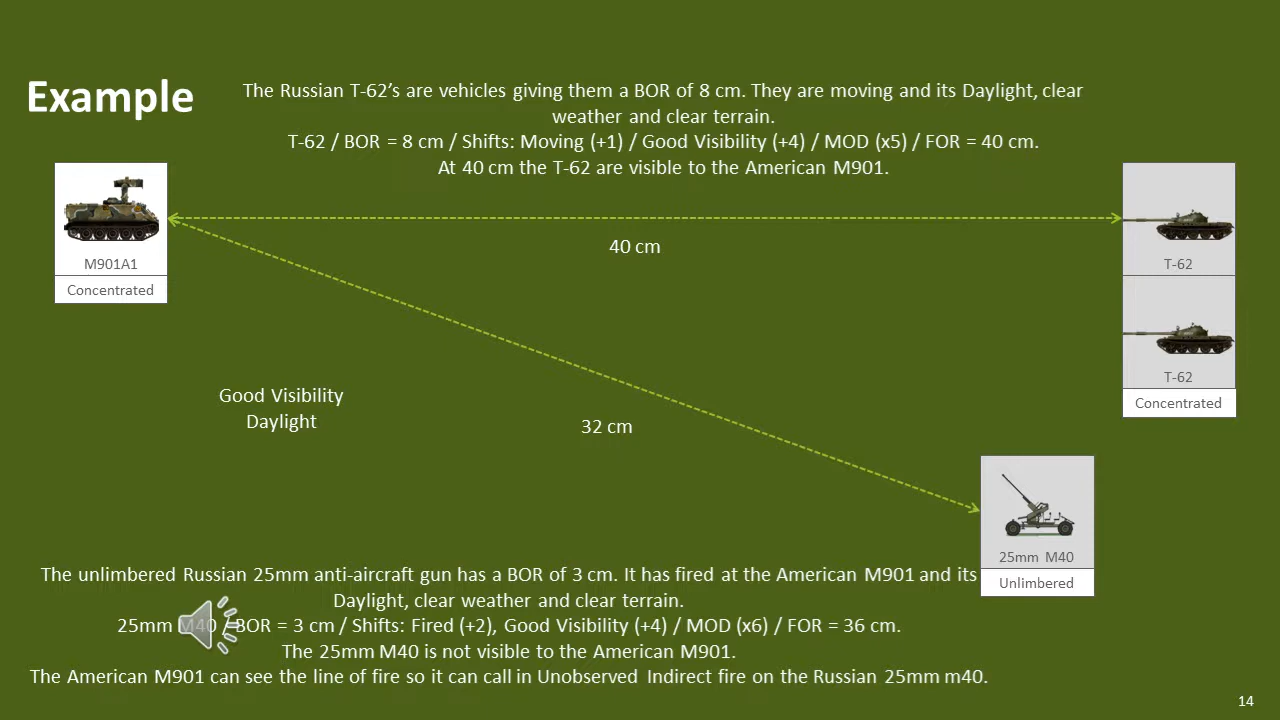 Example
The Russian T-62’s are vehicles giving them a BOR of 8 cm. They are moving and its Daylight, clear
weather and clear terrain.
T-62 / BOR = 8 cm / Shifts: Moving (+1) / Good Visibility (+4) / MOD (x5) / FOR = 40 cm.
At 40 cm the T-62 are visible to the American M901.
M901A1
Concentrated
40 cm
T-62
T-62
Concentrated
Good Visibility
Daylight
32 cm
25mm M40
Unlimbered
The unlimbered Russian 25mm anti-aircraft gun has a BOR of 3 cm. It has fired at the American M901 and its
Daylight, clear weather and clear terrain.
25mm M40 / BOR = 3 cm / Shifts: Fired (+2), Good Visibility (+4) / MOD (x6) / FOR = 36 cm.
The 25mm M40 is not visible to the American M901.
The American M901 can see the line of fire so it can call in Unobserved Indirect fire on the Russian 25mm m40.
14